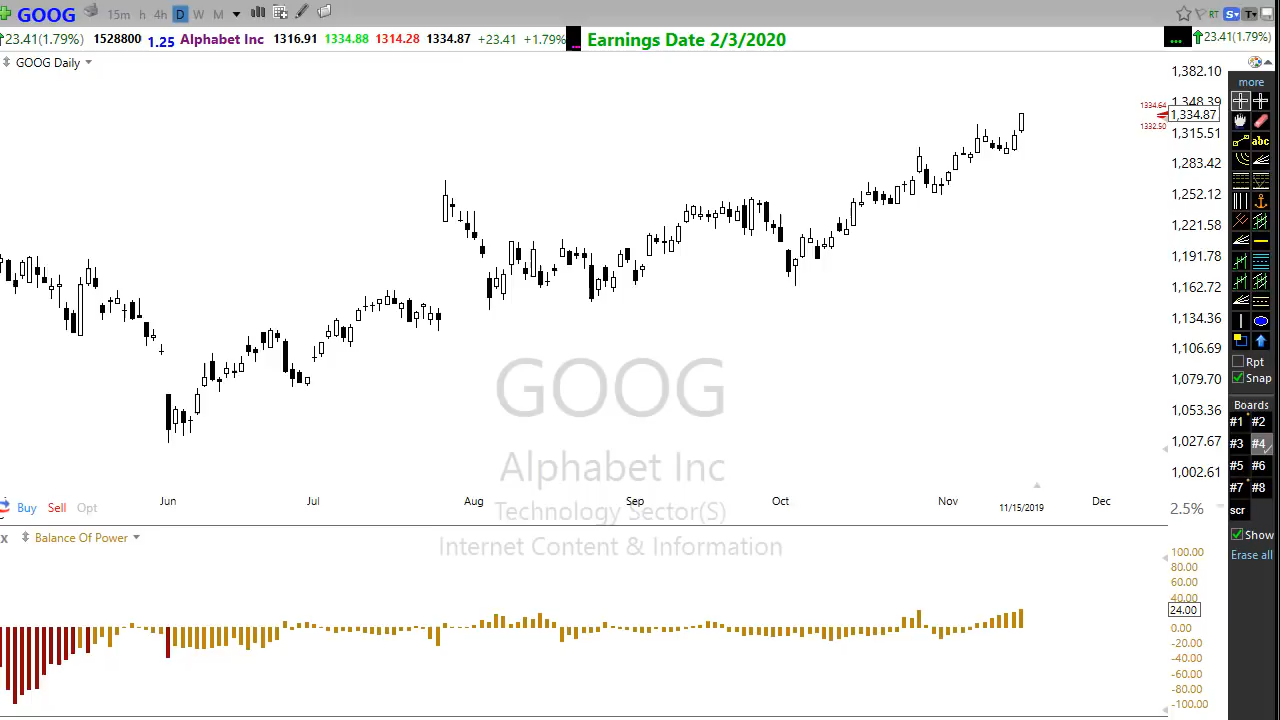 GOOG 15m h 4h D W M RT S T
23.41(1.79%) 1528800 1.25 Alphabet Inc 1316.91 1334.88 1314.28 1334.87 +23.41 +1.79% ... Earnings Date 2/3/2020 ... 23.41(1.79%)
GOOG Daily
1,382.10
more
1,348.39
1334.64
1,334.87
1332.50
1,315.51
abc
1,283.42
1,252.12
1,221.58
1,191.78
1,162.72
1,134.36
1,106.69
Rpt
1,079.70
Snap
GOOG
1,053.36
Boards
#1 #2
1,027.67
#3 #4
Alphabet Inc
1,002.61
#5 #6
#7 #8
Jun Jul Aug Sep Oct Nov Dec
11/15/2019
Buy Sell Opt
Technology Sector(S)
2.5%
scr
x Balance Of Power
Show
Internet Content & Information
Erase all
100.00
80.00
60.00
40.00
24.00
0.00
-20.00
-40.00
-60.00
-80.00
-100.00